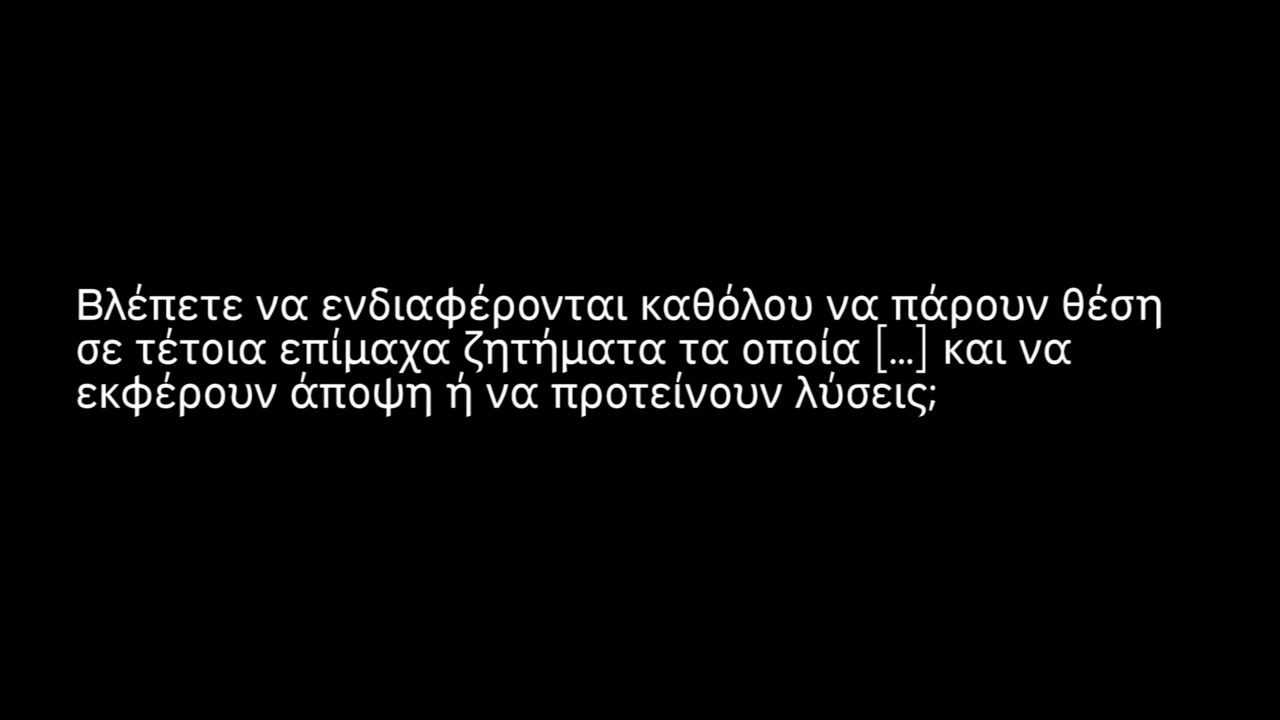 Βλέπετε να ενδιαφέρονται καθόλου να πάρουν θέση
σε τέτοια επίμαχα ζητήματα τα οποία [...] και να
εκφέρουν άποψη ή να προτείνουν λύσεις;